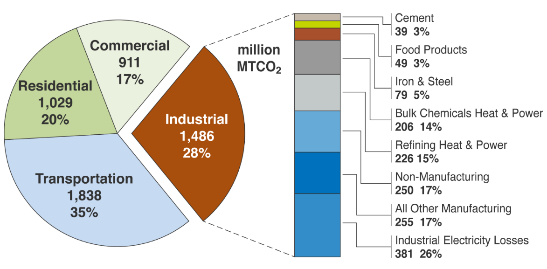 Commercial
911
17%
Residential
1,029
20%
Transportation
1,838
35%
Industrial
1,486
28%
million
MTCO₂
Cement
39 3%
Food Products
49 3%
Iron & Steel
79 5%
Bulk Chemicals Heat & Power
206 14%
Refining Heat & Power
226 15%
Non-Manufacturing
250 17%
All Other Manufacturing
255 17%
Industrial Electricity Losses
381 26%